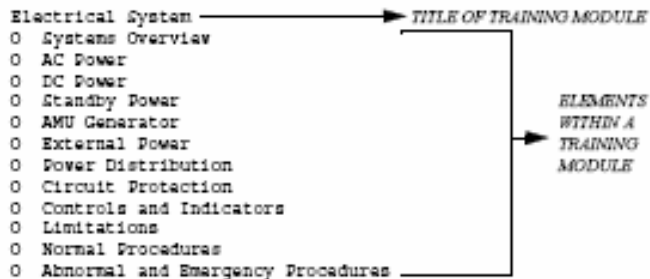 Electrical System TITLE OF TRAINING MODULE
O Systems Overview
O AC Power
O DC Power
O Standby Power
O AMU Generator
O External Power
O Power Distribution
O Circuit Protection
O Controls and Indicators
O Limitations
O Normal Procedures
O Abnormal and Emergency Procedures
ELEMENTS
WITHIN A
TRAINING
MODULE